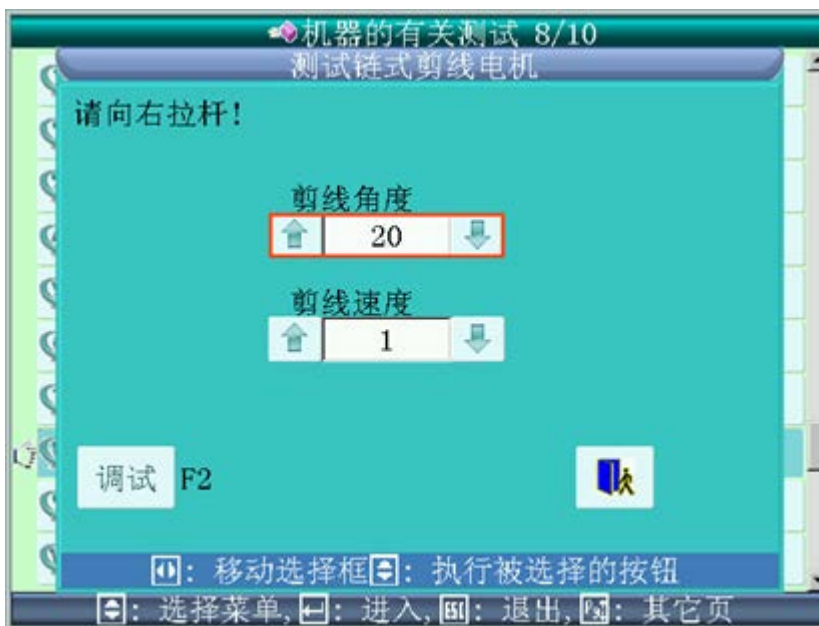 机器的有关测试 8/10
测试链式剪线电机
请向右拉杆!
剪线角度
20
剪线速度
1
调试 F2
: 移动选择框 : 执行被选择的按钮
: 选择菜单, : 进入, ESC : 退出, PgJ : 其它页